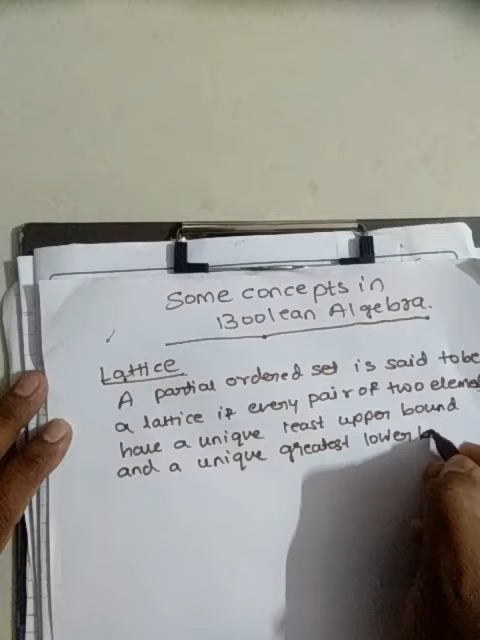 Some concepts in
Boolean Algebra.
Lattice
A partial ordered set is said to be
a lattice if every pair of two elemen
have a unique least upper bound
and a unique greatest lower b